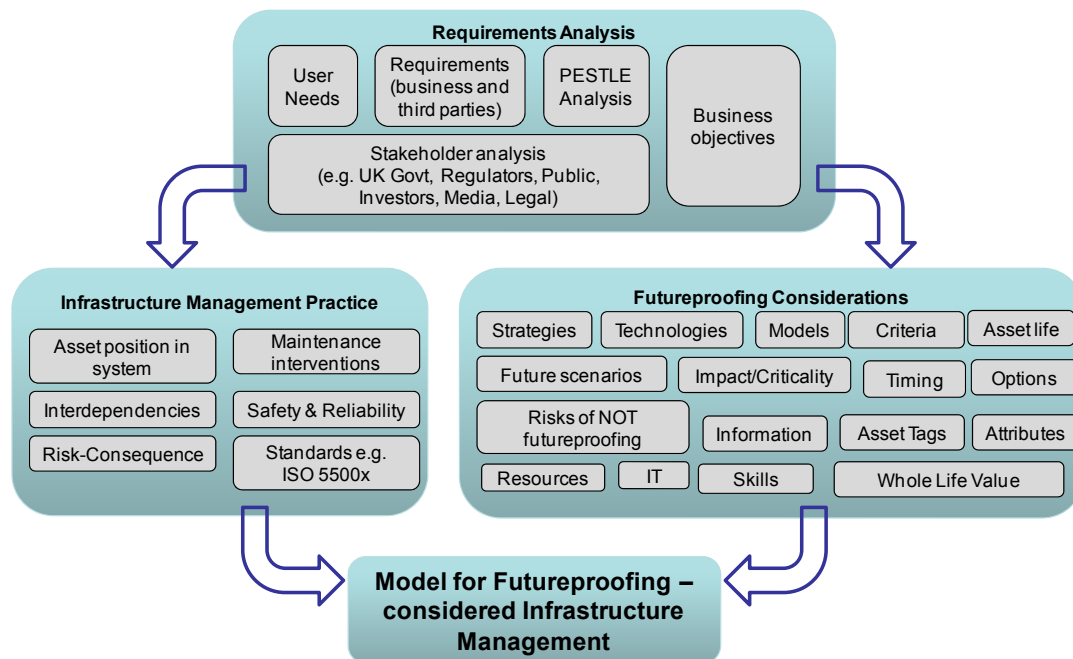 Requirements Analysis
User
Needs
Requirements
(business and
third parties)
PESTLE
Analysis
Business
objectives
Stakeholder analysis
(e.g. UK Govt, Regulators, Public,
Investors, Media, Legal)
Infrastructure Management Practice
Asset position in
system
Maintenance
interventions
Interdependencies
Safety & Reliability
Risk-Consequence
Standards e.g.
ISO 5500x
Futureproofing Considerations
Strategies
Technologies
Models
Criteria
Asset life
Future scenarios
Impact/Criticality
Timing
Options
Risks of NOT
futureproofing
Information
Asset Tags
Attributes
Resources
IT
Skills
Whole Life Value
Model for Futureproofing –
considered Infrastructure
Management